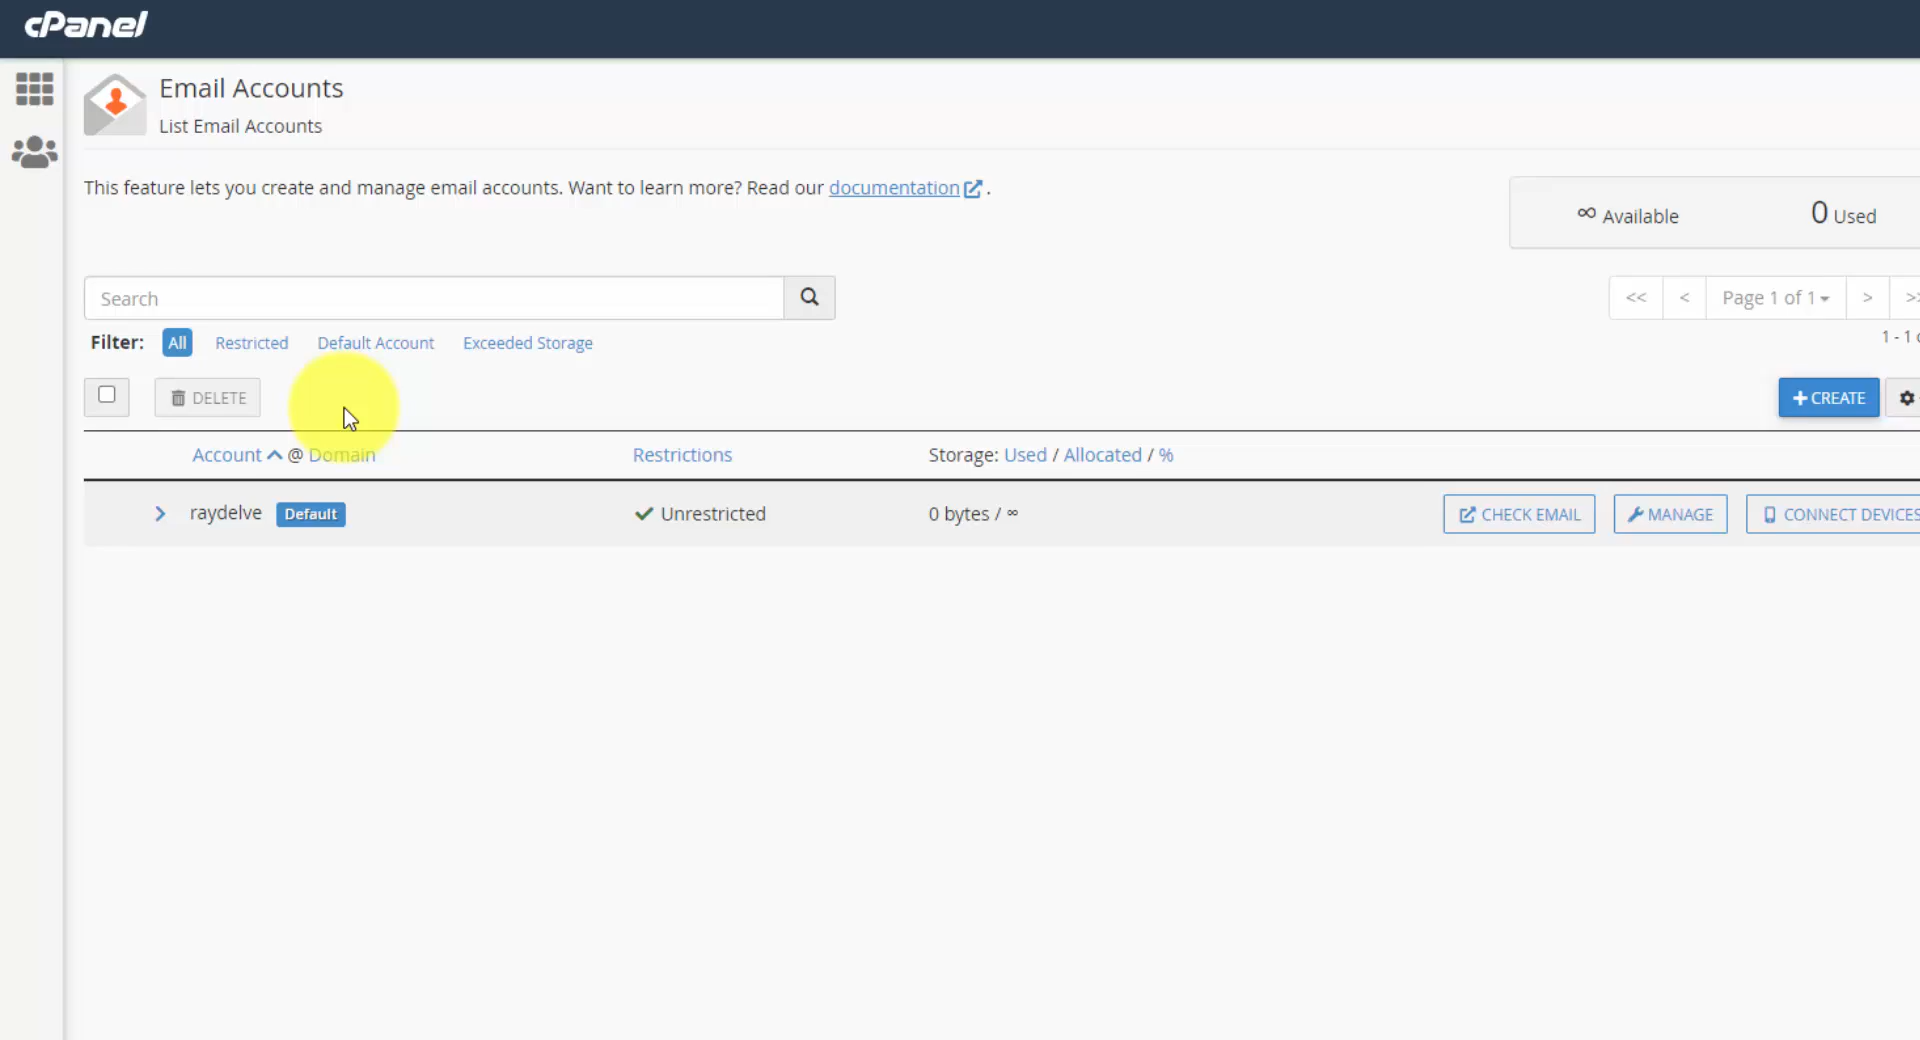 cPanel
Email Accounts
List Email Accounts
This feature lets you create and manage email accounts. Want to learn more? Read our documentation .
∞ Available 0 Used
Search
<< < Page 1 of 1 > >>
Filter: All Restricted Default Account Exceeded Storage
1 - 1
DELETE
+ CREATE
Account @ Domain Restrictions Storage: Used / Allocated / %
raydelve Default Unrestricted 0 bytes / ∞ CHECK EMAIL MANAGE CONNECT DEVICES